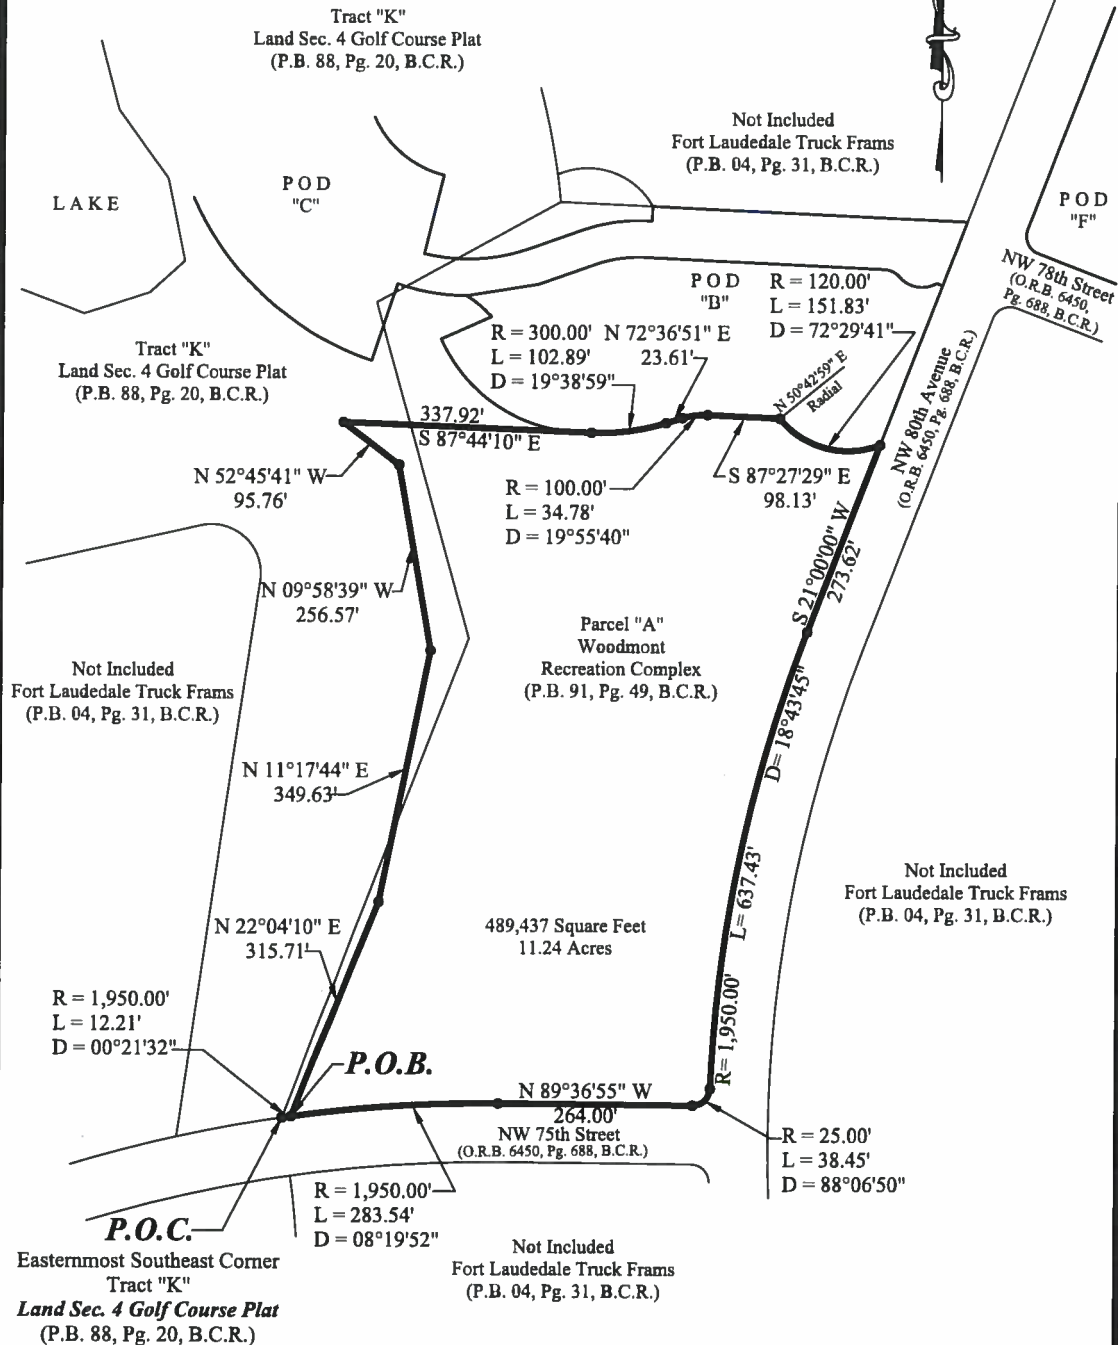 Tract "K"
Land Sec. 4 Golf Course Plat
(P.B. 88, Pg. 20, B.C.R.)
Not Included
Fort Laudedale Truck Frams
(P.B. 04, Pg. 31, B.C.R.)
LAKE
POD
"C"
POD
"F"
NW 78th Street
(O.R.B. 6450,
Pg. 688, B.C.R.)
POD
"B"
R = 120.00'
L = 151.83'
D = 72°29'41"
R = 300.00'
L = 102.89'
D = 19°38'59"
N 72°36'51" E
23.61'
Tract "K"
Land Sec. 4 Golf Course Plat
(P.B. 88, Pg. 20, B.C.R.)
N 50°42'59" E
Radial
NW 80th Avenue
(O.R.B. 6450, Pg. 688, B.C.R.)
337.92'
S 87°44'10" E
N 52°45'41" W
95.76'
R = 100.00'
L = 34.78'
D = 19°55'40"
S 87°27'29" E
98.13'
S 21°00'00" W
273.62'
N 09°58'39" W
256.57'
Parcel "A"
Woodmont
Recreation Complex
(P.B. 91, Pg. 49, B.C.R.)
Not Included
Fort Laudedale Truck Frams
(P.B. 04, Pg. 31, B.C.R.)
D= 18°43'45"
L= 637.43'
R= 1,950.00'
N 11°17'44" E
349.63'
Not Included
Fort Laudedale Truck Frams
(P.B. 04, Pg. 31, B.C.R.)
N 22°04'10" E
315.71'
489,437 Square Feet
11.24 Acres
R = 1,950.00'
L = 12.21'
D = 00°21'32"
P.O.B.
N 89°36'55" W
264.00'
NW 75th Street
(O.R.B. 6450, Pg. 688, B.C.R.)
R = 25.00'
L = 38.45'
D = 88°06'50"
R = 1,950.00'
L = 283.54'
D = 08°19'52"
P.O.C.
Easternmost Southeast Corner
Tract "K"
Land Sec. 4 Golf Course Plat
(P.B. 88, Pg. 20, B.C.R.)
Not Included
Fort Laudedale Truck Frams
(P.B. 04, Pg. 31, B.C.R.)